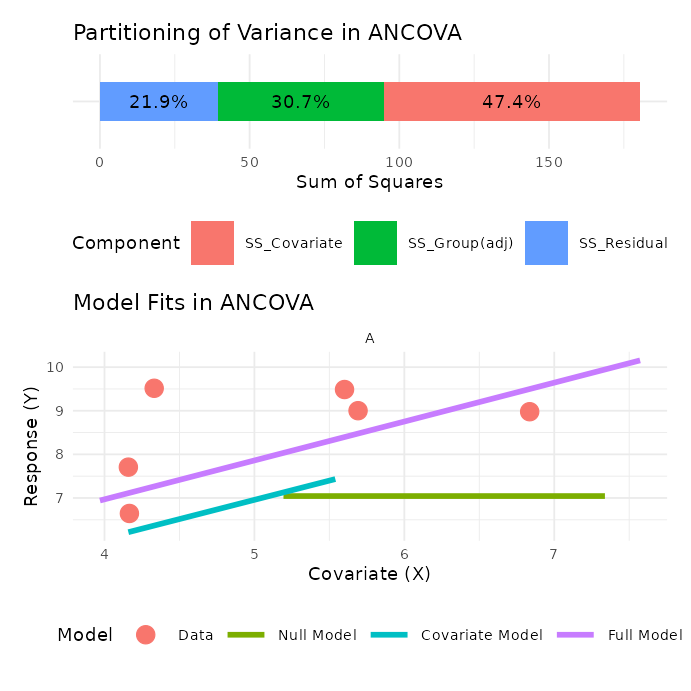 Partitioning of Variance in ANCOVA
21.9% 30.7% 47.4%
0 50 100 150
Sum of Squares
Component SS_Covariate SS_Group(adj) SS_Residual
Model Fits in ANCOVA
A
10
9
8
7
Response (Y)
4 5 6 7
Covariate (X)
Model Data Null Model Covariate Model Full Model